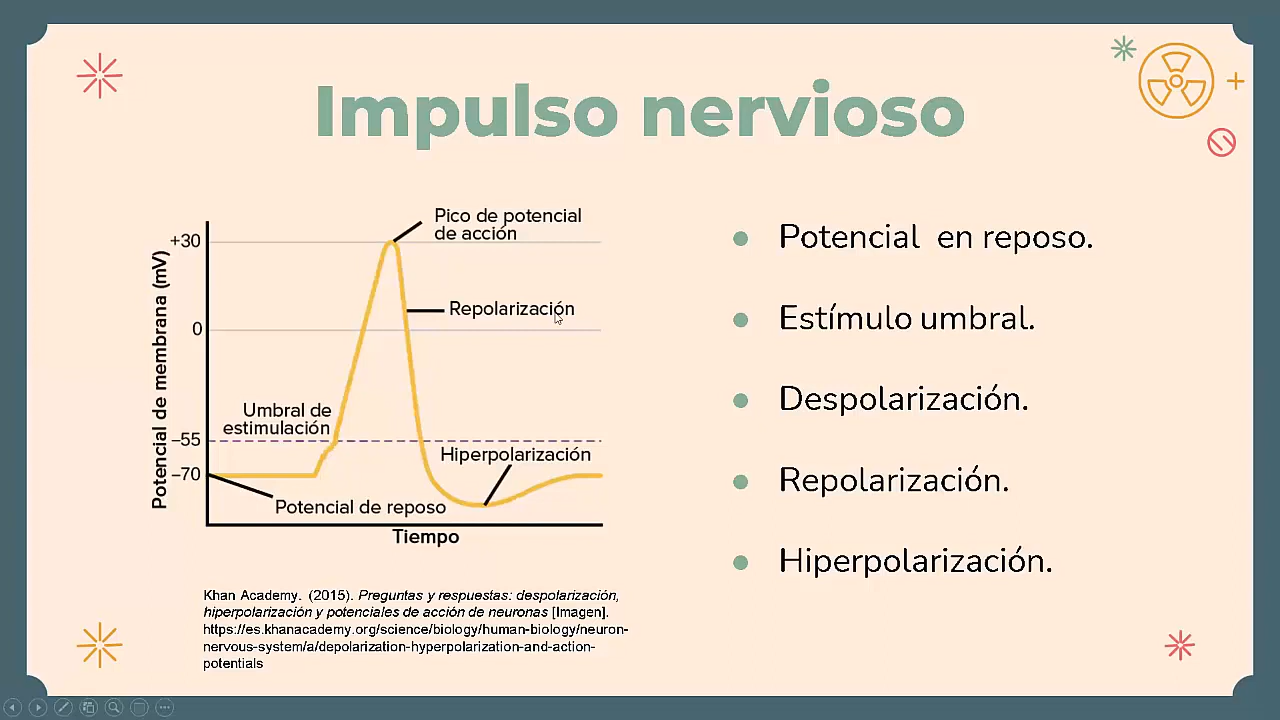 Impulso nervioso
Pico de potencial
de acción
+30
Repolarización
0
Potencial de membrana (mV)
Umbral de
estimulación
–55
Hiperpolarización
–70
Potencial de reposo
Tiempo
Khan Academy. (2015). Preguntas y respuestas: despolarización,
hiperpolarización y potenciales de acción de neuronas [Imagen].
https://es.khanacademy.org/science/biology/human-biology/neuron-
nervous-system/a/depolarization-hyperpolarization-and-action-
potentials
Potencial en reposo.
Estímulo umbral.
Despolarización.
Repolarización.
Hiperpolarización.